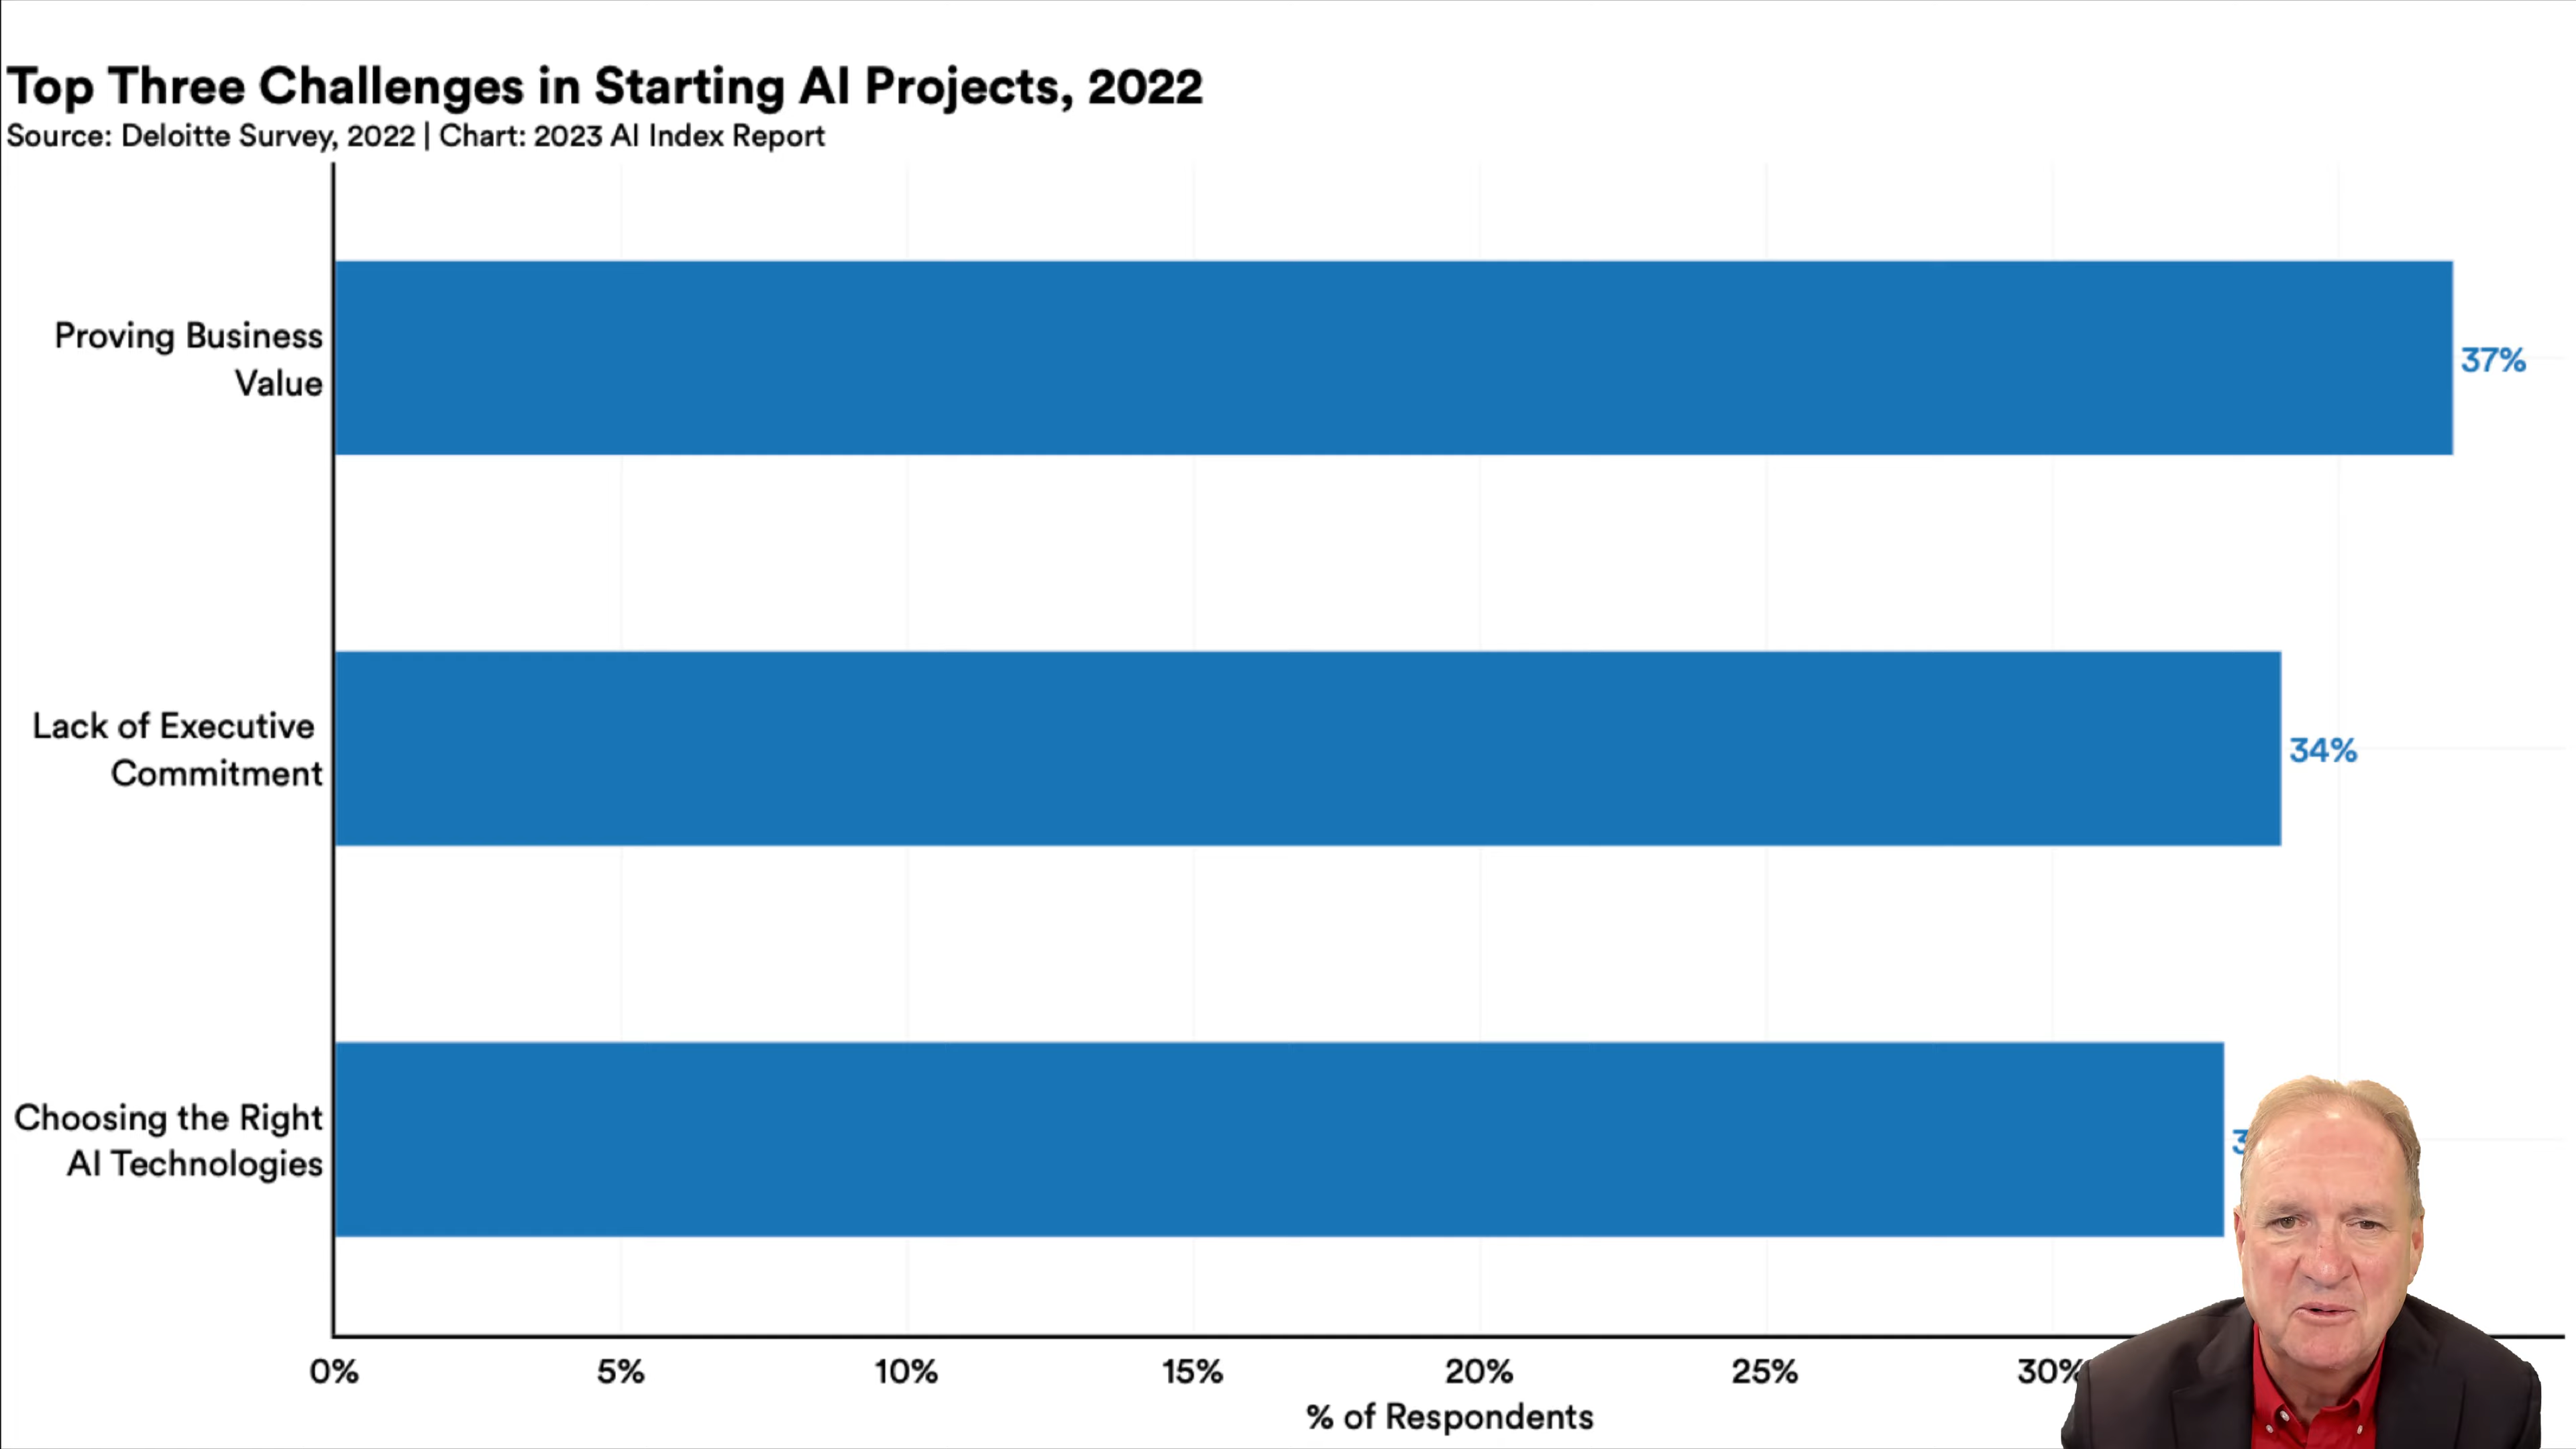 Top Three Challenges in Starting AI Projects, 2022
Source: Deloitte Survey, 2022 | Chart: 2023 AI Index Report
Proving Business
Value
37%
Lack of Executive
Commitment
34%
Choosing the Right
AI Technologies
0% 5% 10% 15% 20% 25% 30%
% of Respondents